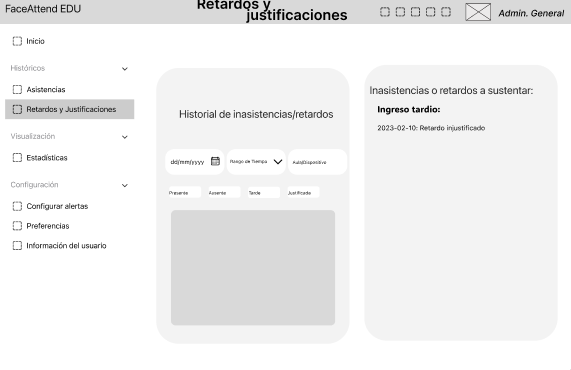 FaceAttend EDU
Retardos y
justificaciones
Admin. General
Inicio
Históricos
Asistencias
Retardos y Justificaciones
Visualización
Estadísticas
Configuración
Configurar alertas
Preferencias
Información del usuario
Historial de inasistencias/retardos
dd/mm/yyyy
Rango de Tiempo
Aula/Dispositivo
Presente
Ausente
Tarde
Justificada
Inasistencias o retardos a sustentar:
Ingreso tardio:
2023-02-10: Retardo injustificado